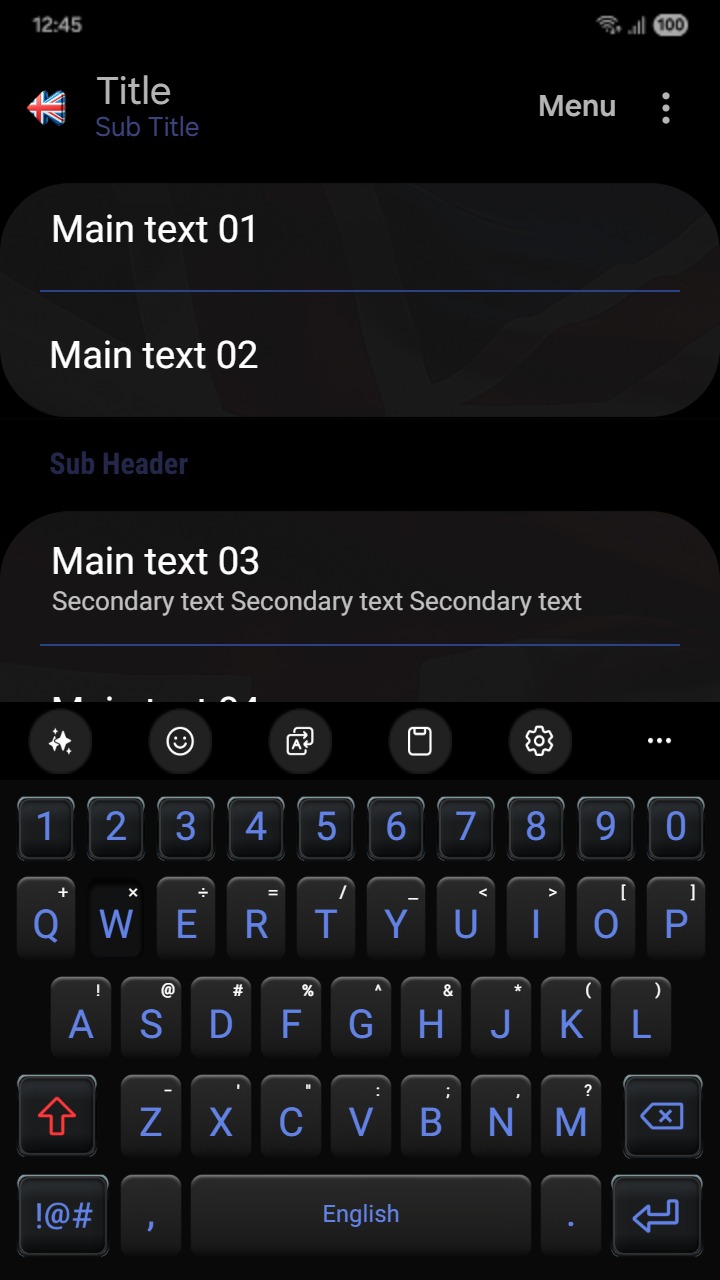 12:45
100
Title
Sub Title
Menu
Main text 01
Main text 02
Sub Header
Main text 03
Secondary text Secondary text Secondary text
1 2 3 4 5 6 7 8 9 0
+ × ÷ = / _ < > [ ]
Q W E R T Y U I O P
! @ # % ^ & * ( )
A S D F G H J K L
- ' " : ; , ?
Z X C V B N M
!@# , English .